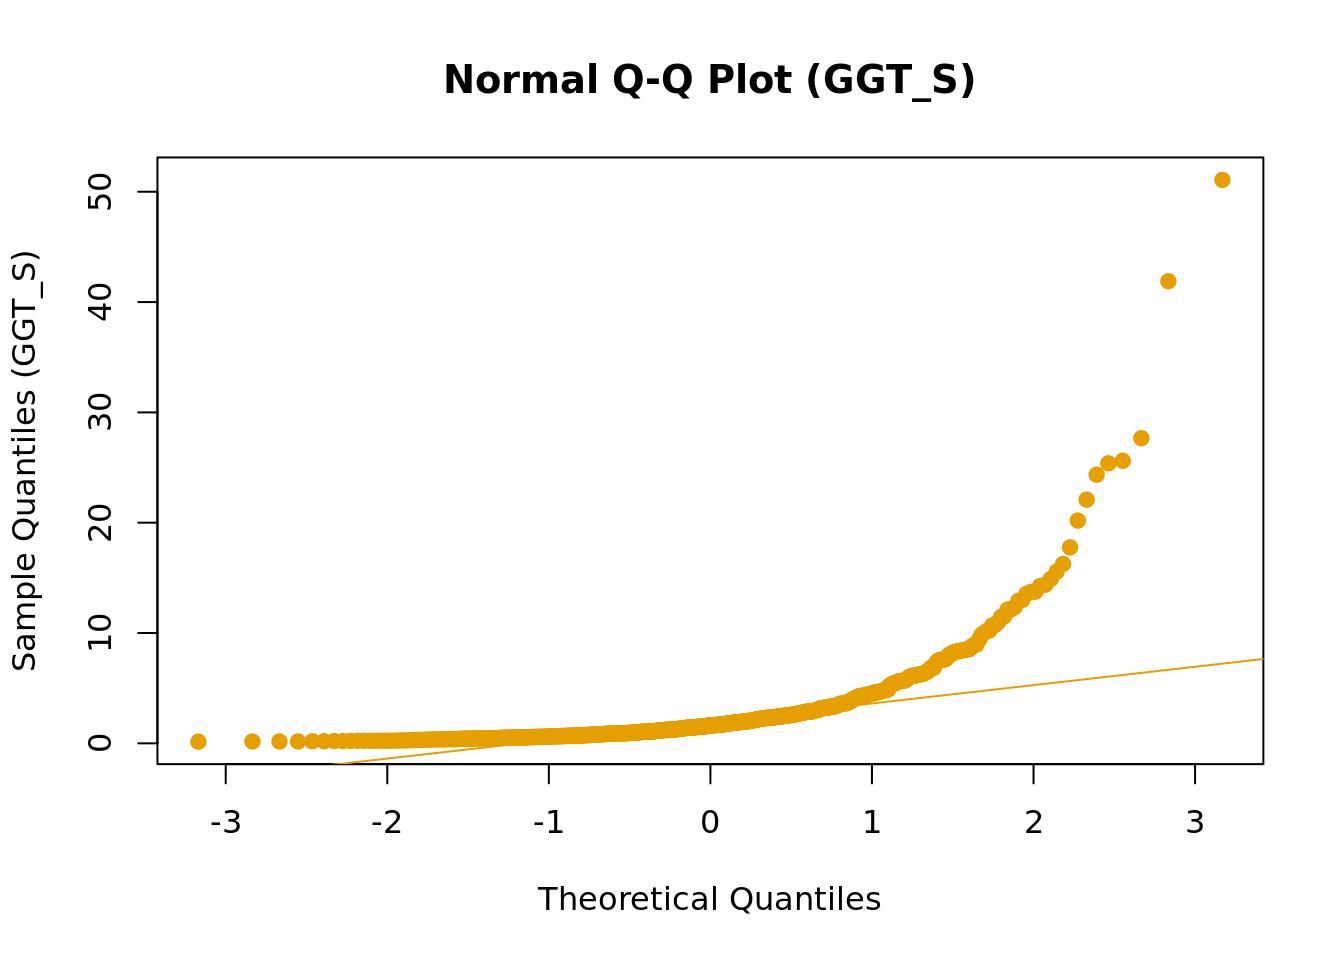 Normal Q-Q Plot (GGT_S)
Sample Quantiles (GGT_S)
50
40
30
20
10
0
-3 -2 -1 0 1 2 3
Theoretical Quantiles